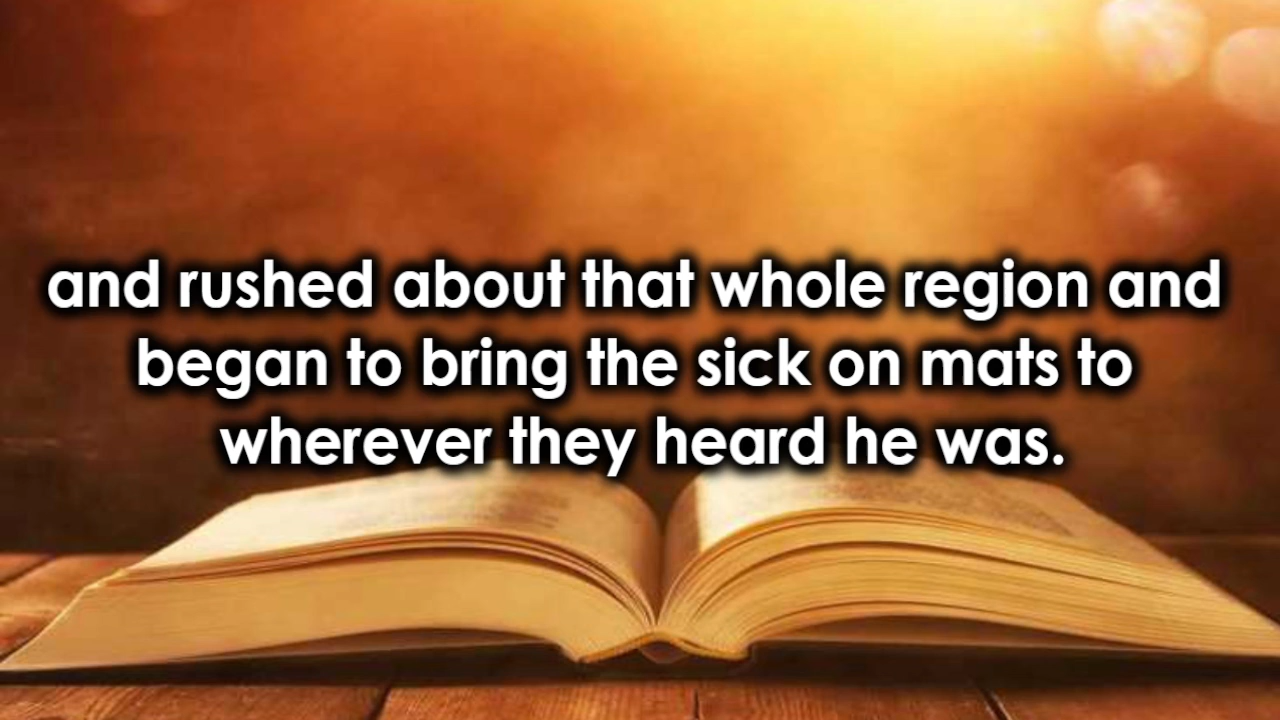 and rushed about that whole region and
began to bring the sick on mats to
wherever they heard he was.